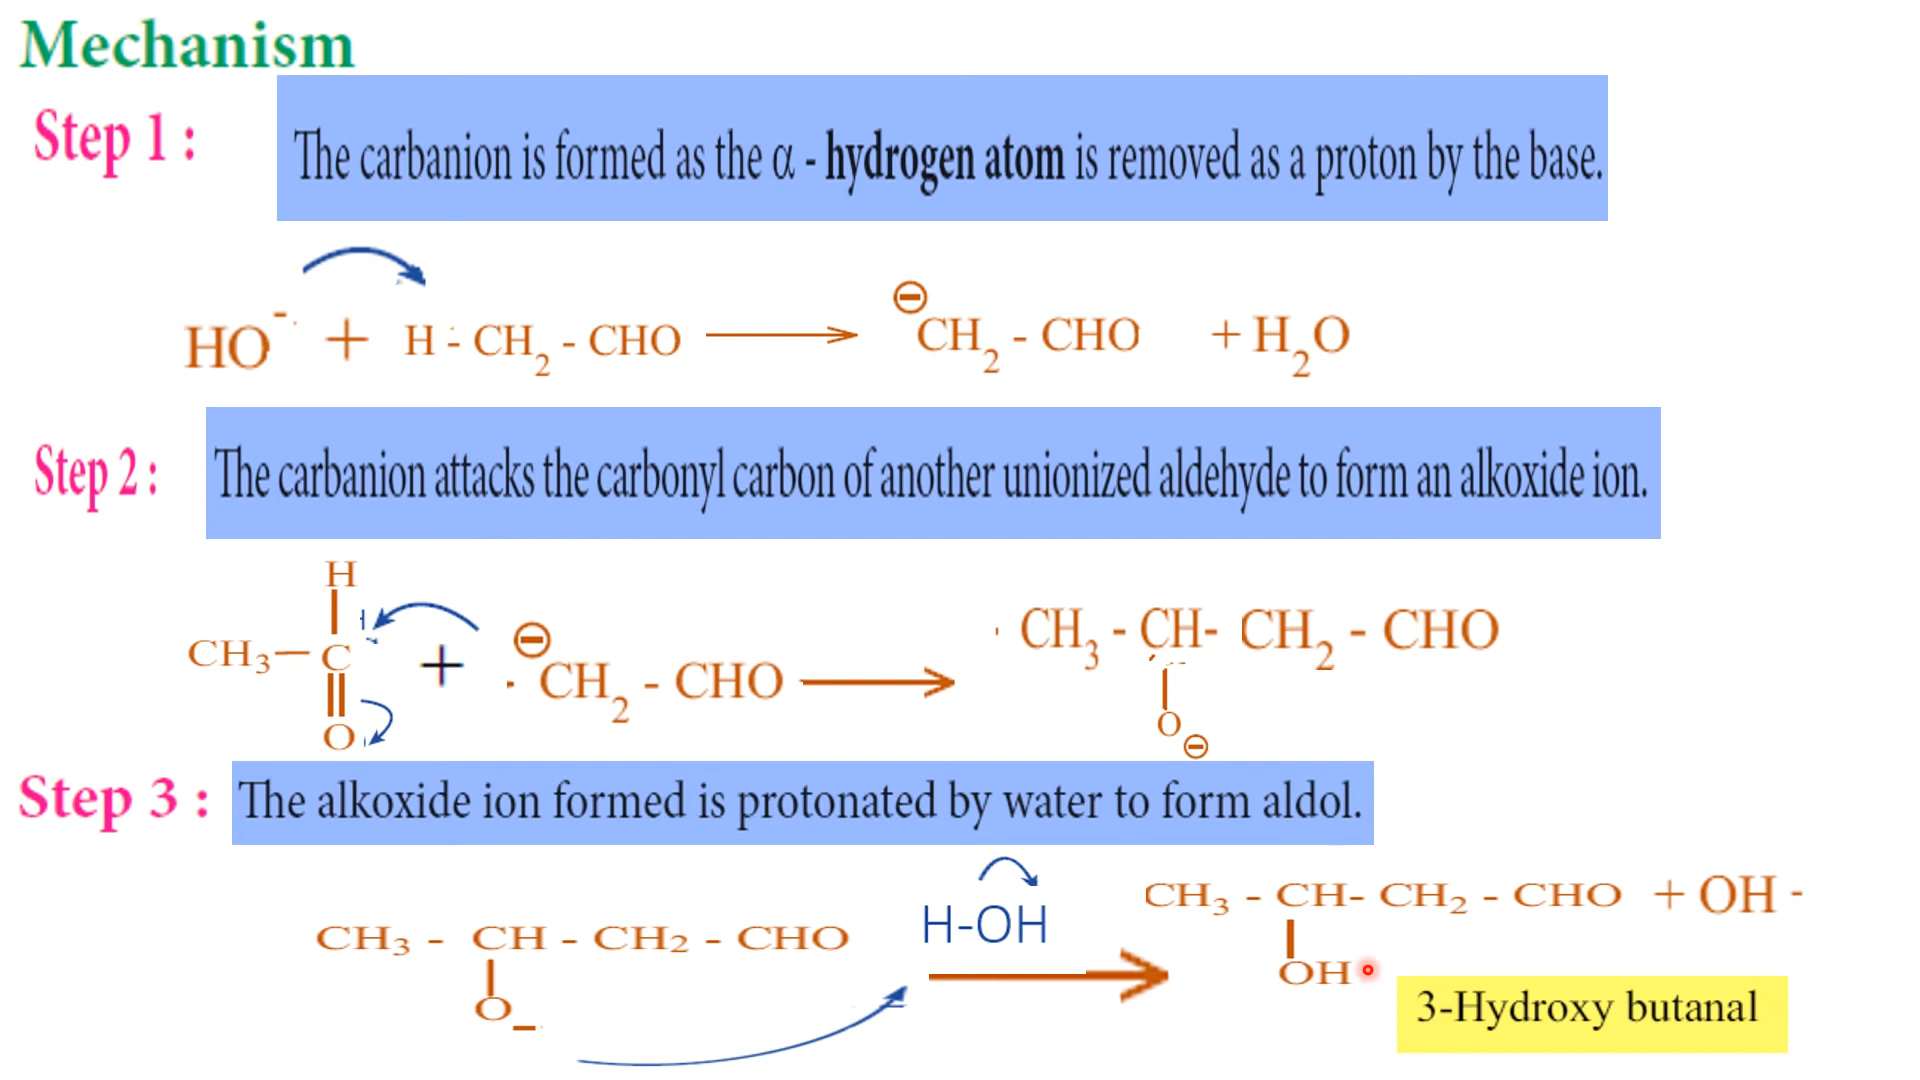 Mechanism
Step 1 : The carbanion is formed as the α - hydrogen atom is removed as a proton by the base.
HO⁻ + H - CH₂ - CHO ⟶ ⊖CH₂ - CHO + H₂O
Step 2 : The carbanion attacks the carbonyl carbon of another unionized aldehyde to form an alkoxide ion.
H
CH₃ — C + ⊖CH₂ - CHO ⟶ CH₃ - CH- CH₂ - CHO
O O⊖
Step 3 : The alkoxide ion formed is protonated by water to form aldol.
CH₃ - CH - CH₂ - CHO H-OH ⟶ CH₃ - CH- CH₂ - CHO + OH -
O⁻ OH
3-Hydroxy butanal